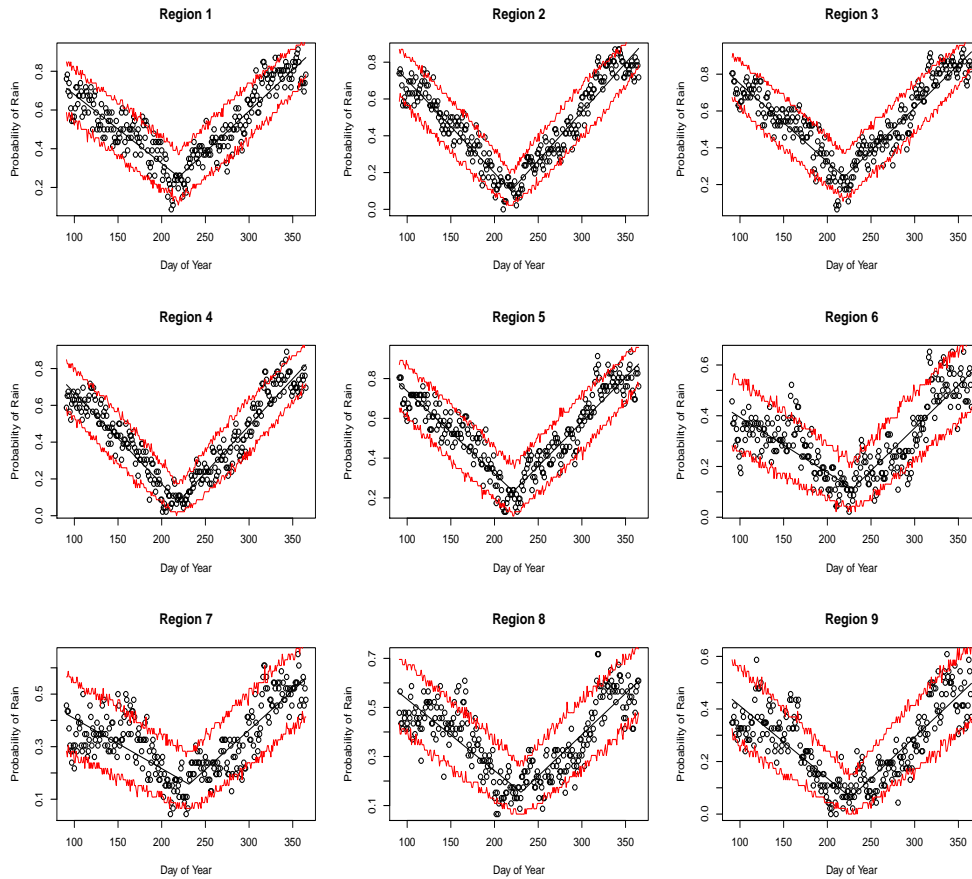 Region 1
Probability of Rain
0.2 0.4 0.6 0.8
100 150 200 250 300 350
Day of Year
Region 2
Probability of Rain
0.0 0.2 0.4 0.6 0.8
100 150 200 250 300 350
Day of Year
Region 3
Probability of Rain
0.2 0.4 0.6 0.8
100 150 200 250 300 350
Day of Year
Region 4
Probability of Rain
0.0 0.2 0.4 0.6 0.8
100 150 200 250 300 350
Day of Year
Region 5
Probability of Rain
0.2 0.4 0.6 0.8
100 150 200 250 300 350
Day of Year
Region 6
Probability of Rain
0.0 0.2 0.4 0.6
100 150 200 250 300 350
Day of Year
Region 7
Probability of Rain
0.1 0.3 0.5
100 150 200 250 300 350
Day of Year
Region 8
Probability of Rain
0.1 0.3 0.5 0.7
100 150 200 250 300 350
Day of Year
Region 9
Probability of Rain
0.0 0.2 0.4 0.6
100 150 200 250 300 350
Day of Year